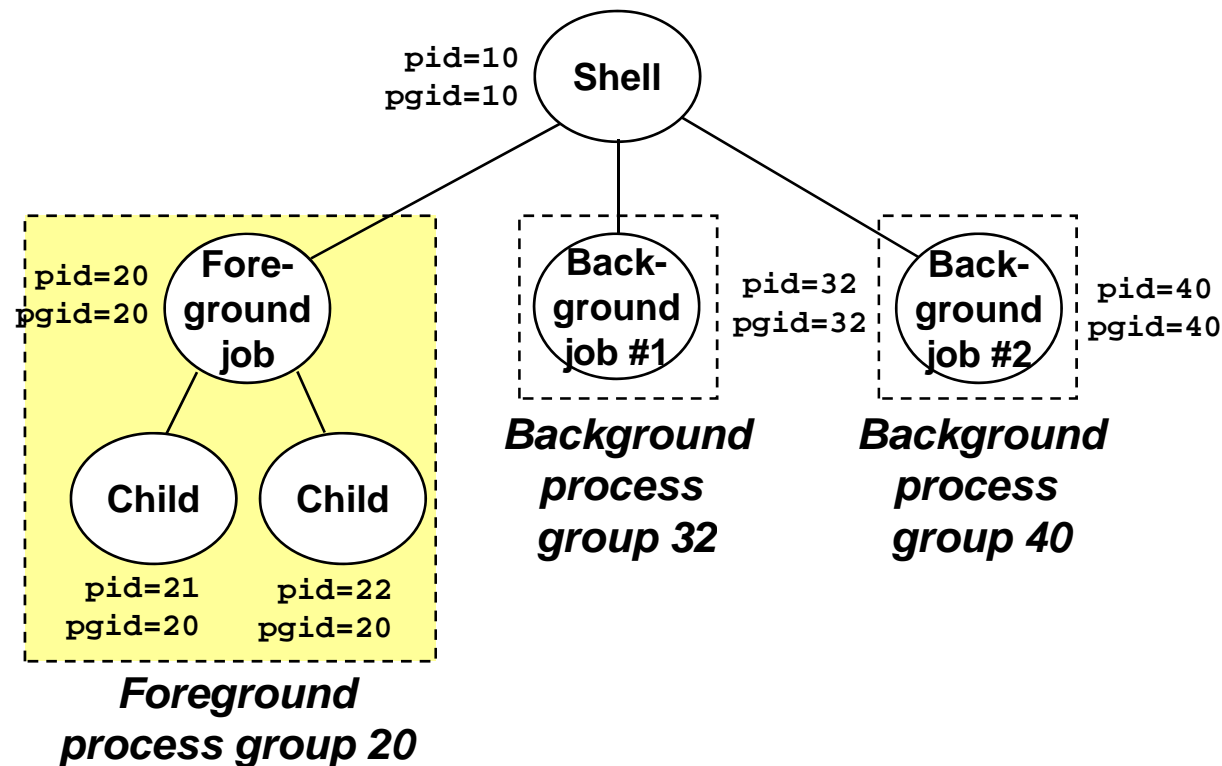 pid=10
pgid=10
Shell
pid=20
pgid=20
Fore-
ground
job
Back-
ground
job #1
pid=32
pgid=32
Back-
ground
job #2
pid=40
pgid=40
Child
Child
pid=21
pgid=20
pid=22
pgid=20
Background
process
group 32
Background
process
group 40
Foreground
process group 20